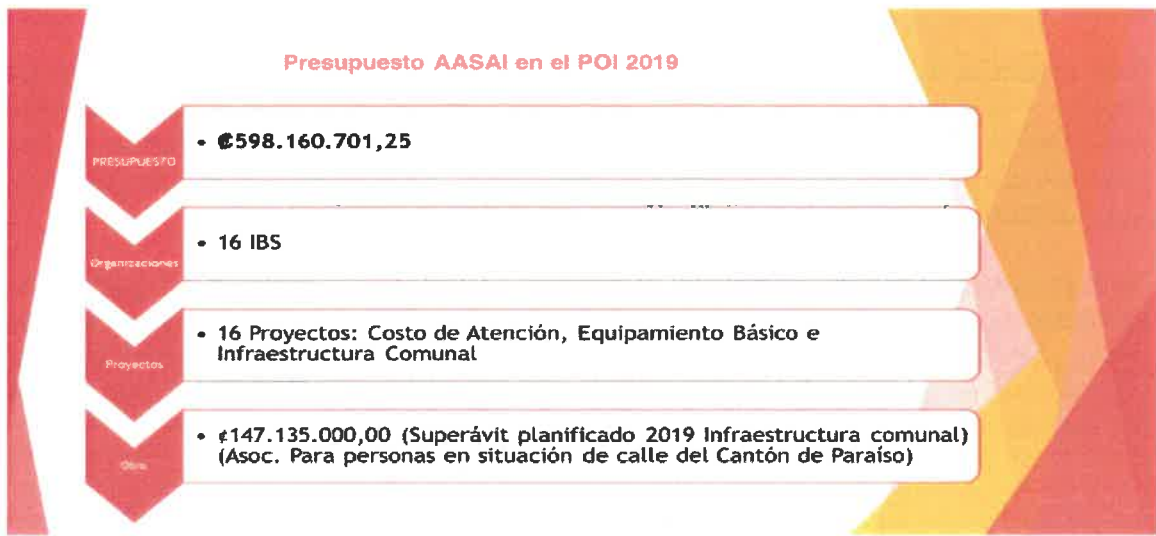 Presupuesto AASAI en el POI 2019
PRESUPUESTO
• ₡598.160.701,25
Organizaciones
• 16 IBS
Proyectos
• 16 Proyectos: Costo de Atención, Equipamiento Básico e
Infraestructura Comunal
• ¢147.135.000,00 (Superávit planificado 2019 Infraestructura comunal)
(Asoc. Para personas en situación de calle del Cantón de Paraíso)